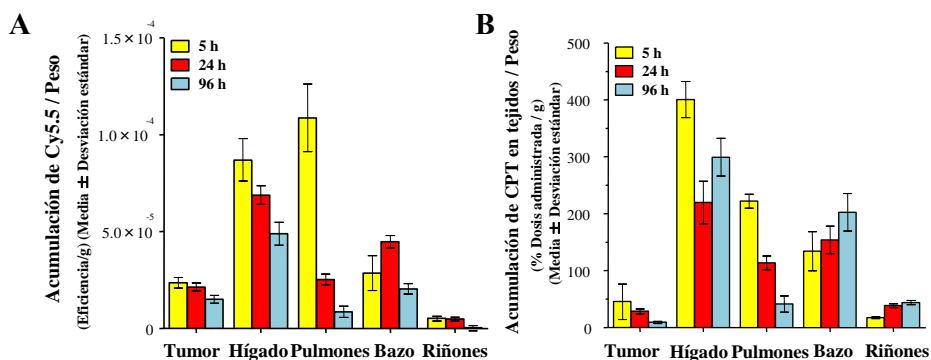 A
Acumulación de Cy5.5 / Peso
(Eficiencia/g) (Media ± Desviación estándar)
1.5×10⁻⁴
1.0×10⁻⁴
5.0×10⁻⁵
0
5 h
24 h
96 h
Tumor Hígado Pulmones Bazo Riñones
B
Acumulación de CPT en tejidos / Peso
(% Dosis administrada / g)
(Media ± Desviación estándar)
500
400
300
200
100
0
5 h
24 h
96 h
Tumor Hígado Pulmones Bazo Riñones